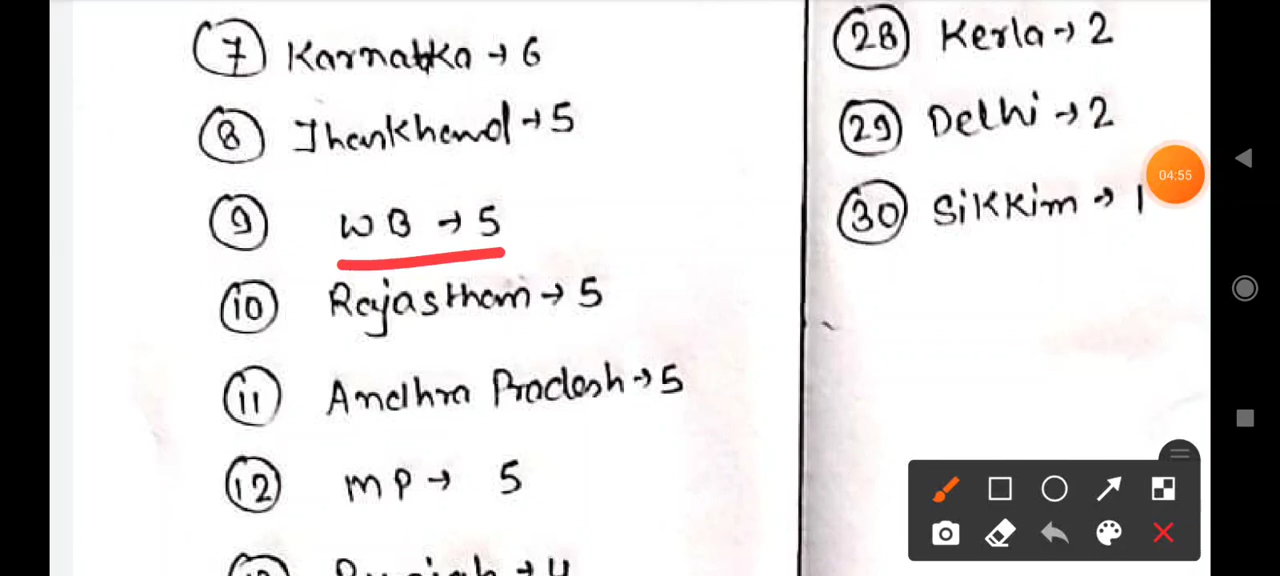 7 Karnatka → 6
8 Jharkhand → 5
9 WB → 5
10 Rajasthan → 5
11 Andhra Pradesh → 5
12 MP → 5
→ 4
28 Kerla → 2
29 Delhi → 2
30 Sikkim → 1
04:55